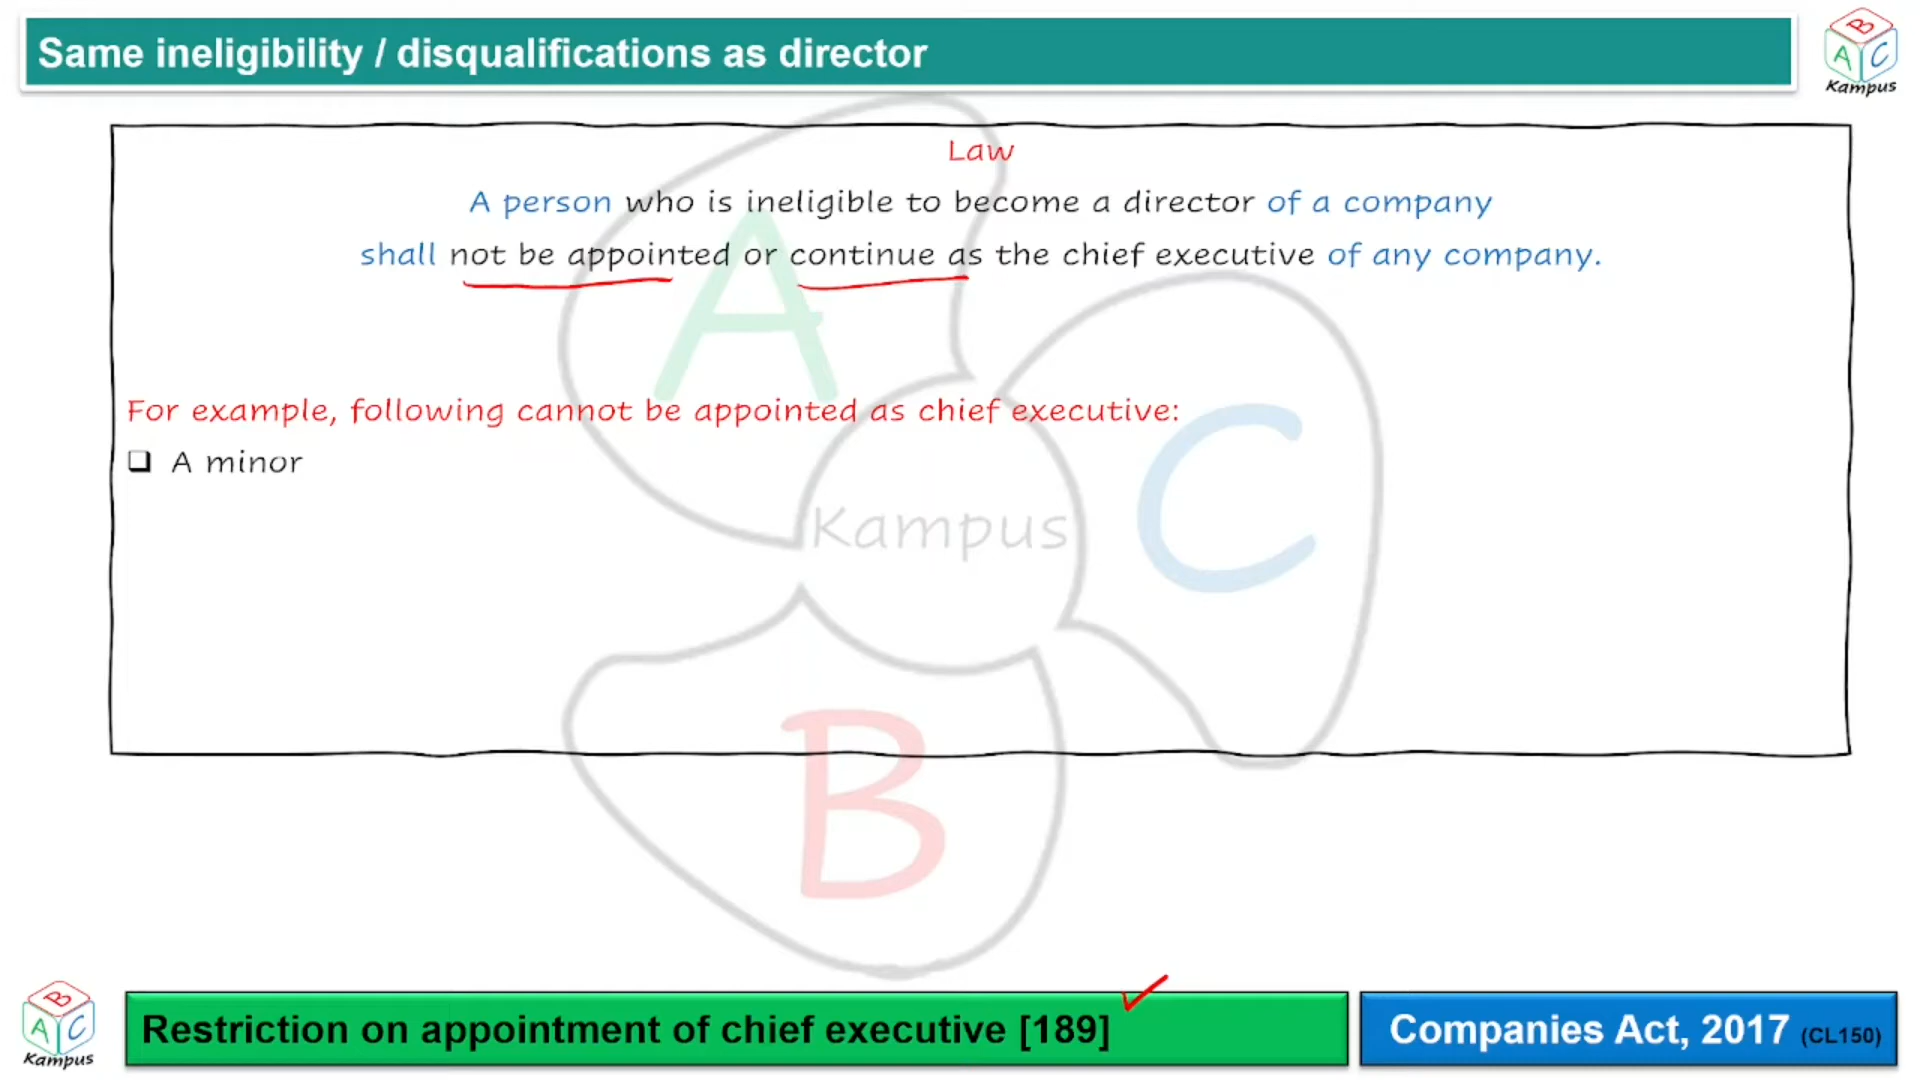 Same ineligibility / disqualifications as director
B
A C
Kampus
Law
A person who is ineligible to become a director of a company
shall not be appointed or continue as the chief executive of any company.
For example, following cannot be appointed as chief executive:
❑ A minor
A
C
Kampus
B
B
A C
Kampus
Restriction on appointment of chief executive [189]
Companies Act, 2017 (CL150)